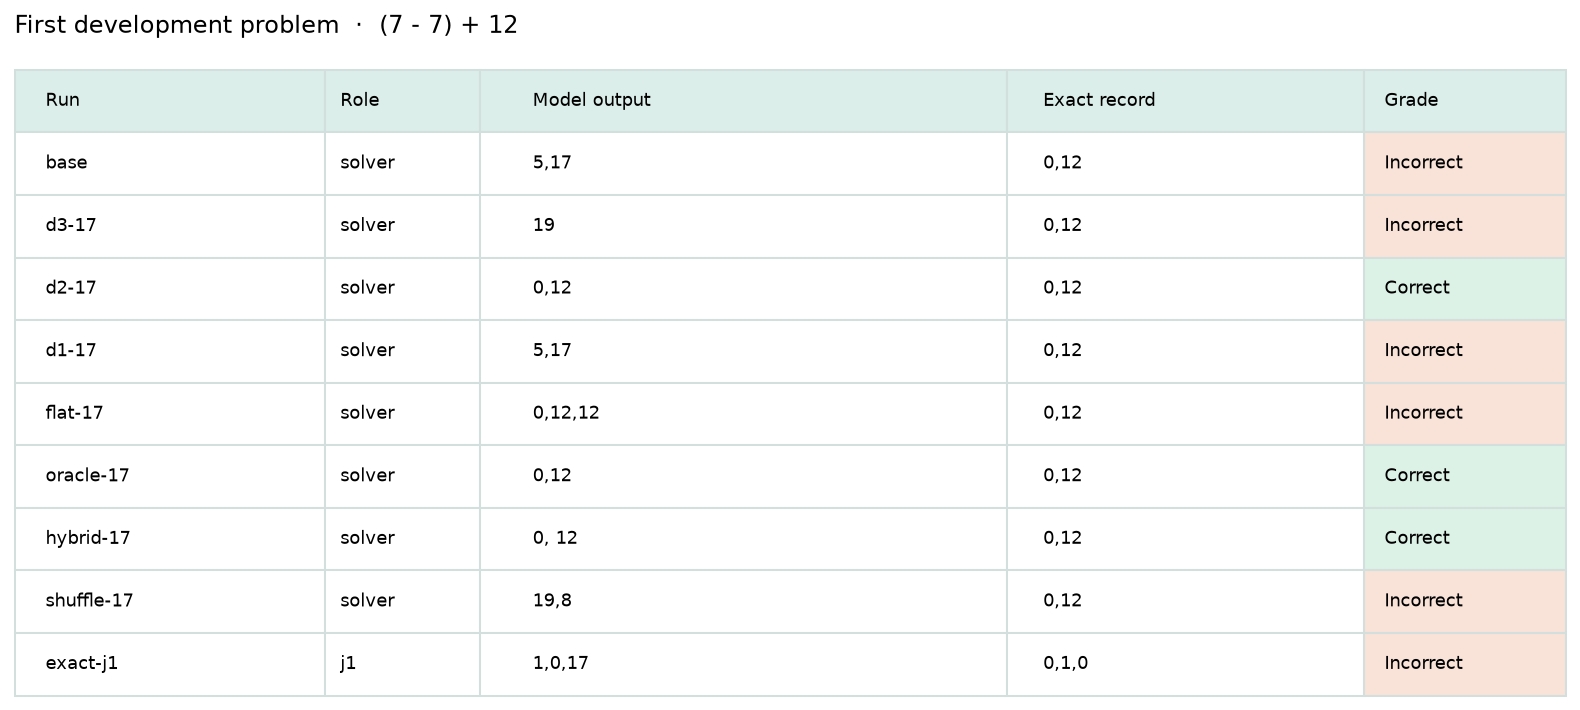 First development problem · (7 - 7) + 12
Run Role Model output Exact record Grade
base solver 5,17 0,12 Incorrect
d3-17 solver 19 0,12 Incorrect
d2-17 solver 0,12 0,12 Correct
d1-17 solver 5,17 0,12 Incorrect
flat-17 solver 0,12,12 0,12 Incorrect
oracle-17 solver 0,12 0,12 Correct
hybrid-17 solver 0, 12 0,12 Correct
shuffle-17 solver 19,8 0,12 Incorrect
exact-j1 j1 1,0,17 0,1,0 Incorrect